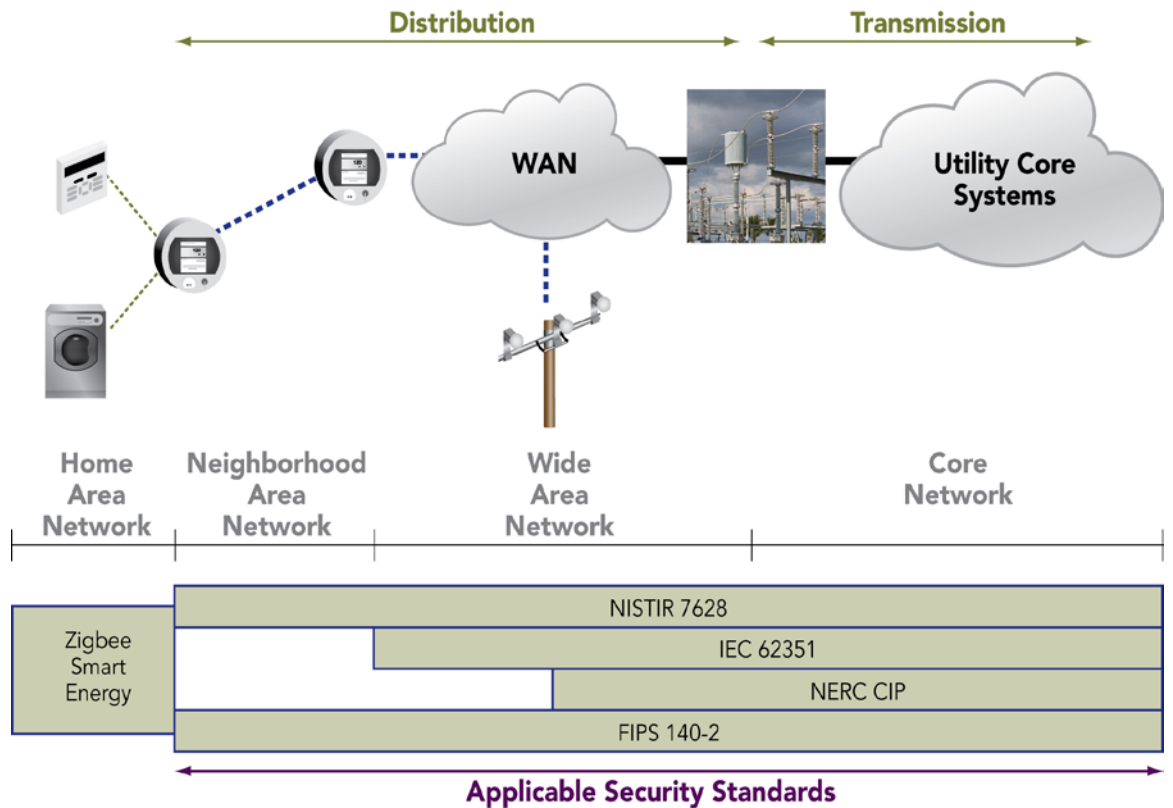 Distribution
Transmission
WAN
Utility Core
Systems
Home
Area
Network
Neighborhood
Area
Network
Wide
Area
Network
Core
Network
Zigbee
Smart
Energy
NISTIR 7628
IEC 62351
NERC CIP
FIPS 140-2
Applicable Security Standards